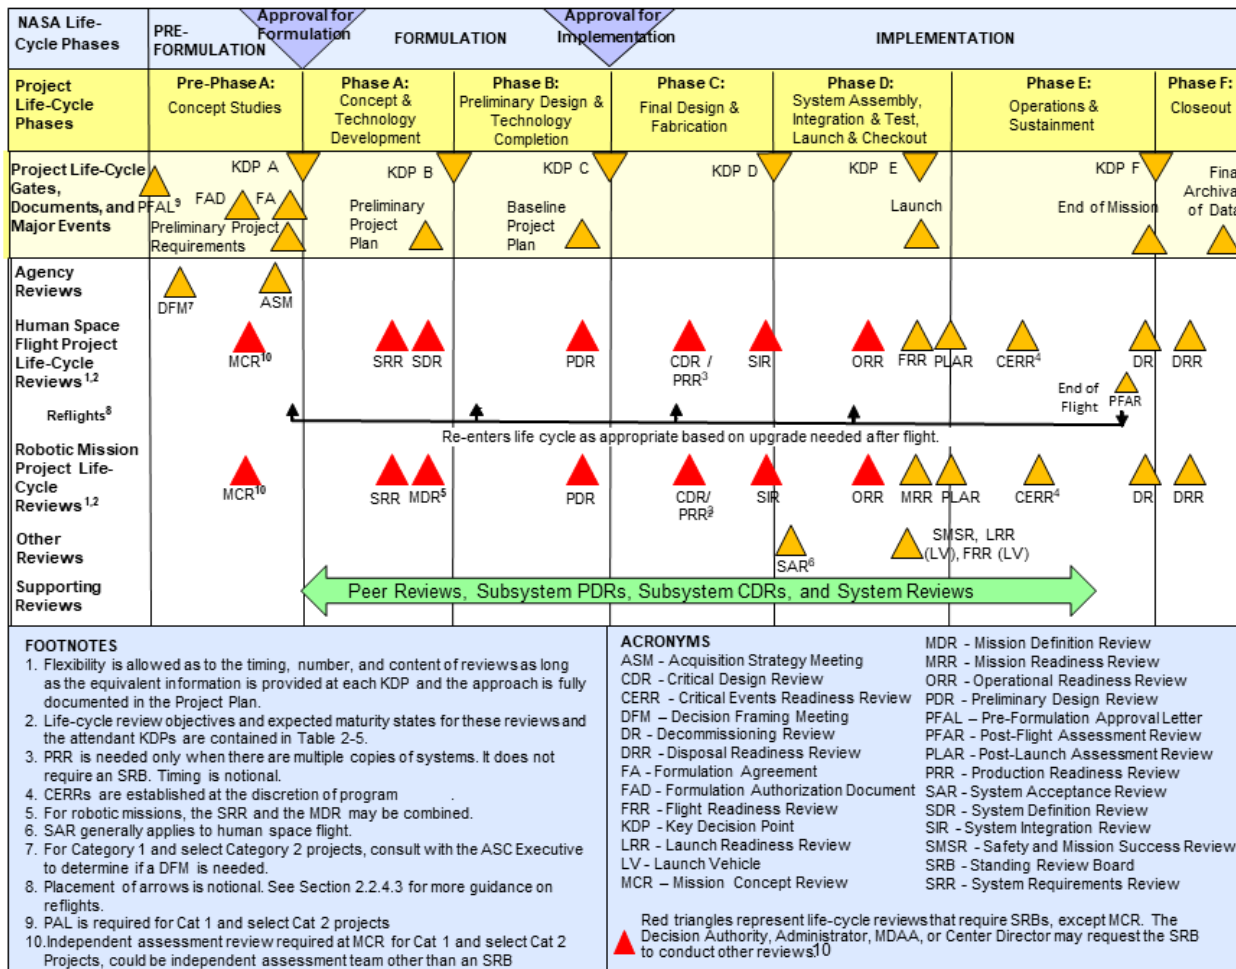 NASA Life-
Cycle Phases
PRE-
FORMULATION
Approval for
Formulation
FORMULATION
Approval for
Implementation
IMPLEMENTATION
Project
Life-Cycle
Phases
Pre-Phase A:
Concept Studies
Phase A:
Concept &
Technology
Development
Phase B:
Preliminary Design &
Technology
Completion
Phase C:
Final Design &
Fabrication
Phase D:
System Assembly,
Integration & Test,
Launch & Checkout
Phase E:
Operations &
Sustainment
Phase F:
Closeout
Project Life-Cycle
Gates,
Documents, and
Major Events
KDP A
KDP B
KDP C
KDP D
KDP E
KDP F
PFAL⁹
FAD
FA
Preliminary Project
Requirements
Preliminary
Project
Plan
Baseline
Project
Plan
Launch
End of Mission
Fina
Archiva
of Data
Agency
Reviews
DFM⁷
ASM
Human Space
Flight Project
Life-Cycle
Reviews ¹,²
MCR¹⁰
SRR
SDR
PDR
CDR /
PRR³
SIR
ORR
FRR
PLAR
CERR⁴
DR
DRR
End of
Flight
PFAR
Reflights⁸
Re-enters life cycle as appropriate based on upgrade needed after flight.
Robotic Mission
Project Life-
Cycle
Reviews ¹,²
MCR¹⁰
SRR
MDR⁵
PDR
CDR/
PRR
SIR
ORR
MRR
PLAR
CERR⁴
DR
DRR
Other
Reviews
SAR⁶
SMSR, LRR
(LV), FRR (LV)
Supporting
Reviews
Peer Reviews, Subsystem PDRs, Subsystem CDRs, and System Reviews
FOOTNOTES
1. Flexibility is allowed as to the timing, number, and content of reviews as long
as the equivalent information is provided at each KDP and the approach is fully
documented in the Project Plan.
2. Life-cycle review objectives and expected maturity states for these reviews and
the attendant KDPs are contained in Table 2-5.
3. PRR is needed only when there are multiple copies of systems. It does not
require an SRB. Timing is notional.
4. CERRs are established at the discretion of program .
5. For robotic missions, the SRR and the MDR may be combined.
6. SAR generally applies to human space flight.
7. For Category 1 and select Category 2 projects, consult with the ASC Executive
to determine if a DFM is needed.
8. Placement of arrows is notional. See Section 2.2.4.3 for more guidance on
reflights.
9. PAL is required for Cat 1 and select Cat 2 projects
10.Independent assessment review required at MCR for Cat 1 and select Cat 2
Projects, could be independent assessment team other than an SRB
ACRONYMS
ASM - Acquisition Strategy Meeting
CDR - Critical Design Review
CERR - Critical Events Readiness Review
DFM – Decision Framing Meeting
DR - Decommissioning Review
DRR - Disposal Readiness Review
FA - Formulation Agreement
FAD - Formulation Authorization Document
FRR - Flight Readiness Review
KDP - Key Decision Point
LRR - Launch Readiness Review
LV - Launch Vehicle
MCR – Mission Concept Review
MDR - Mission Definition Review
MRR - Mission Readiness Review
ORR - Operational Readiness Review
PDR - Preliminary Design Review
PFAL – Pre-Formulation Approval Letter
PFAR - Post-Flight Assessment Review
PLAR - Post-Launch Assessment Review
PRR - Production Readiness Review
SAR - System Acceptance Review
SDR - System Definition Review
SIR - System Integration Review
SMSR - Safety and Mission Success Review
SRB - Standing Review Board
SRR - System Requirements Review
Red triangles represent life-cycle reviews that require SRBs, except MCR. The
Decision Authority, Administrator, MDAA, or Center Director may request the SRB
to conduct other reviews.
10